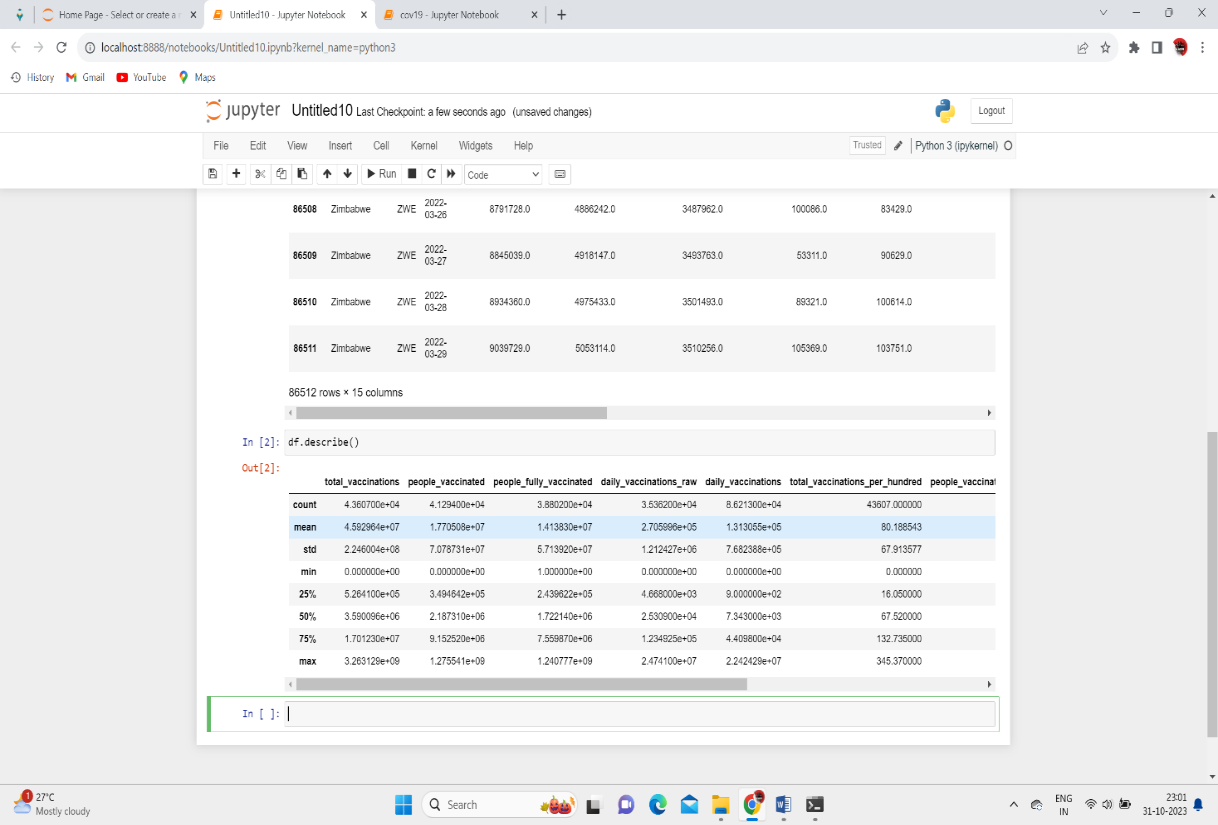 Home Page - Select or create a n Untitled10 - Jupyter Notebook cov19 - Jupyter Notebook
localhost:8888/notebooks/Untitled10.ipynb?kernel_name=python3
History Gmail YouTube Maps
jupyter Untitled10 Last Checkpoint: a few seconds ago (unsaved changes) Logout
File Edit View Insert Cell Kernel Widgets Help Trusted Python 3 (ipykernel)
Run Code
86508 Zimbabwe ZWE 2022-03-26 8791728.0 4886242.0 3487962.0 100086.0 83429.0
86509 Zimbabwe ZWE 2022-03-27 8845039.0 4918147.0 3493763.0 53311.0 90629.0
86510 Zimbabwe ZWE 2022-03-28 8934360.0 4975433.0 3501493.0 89321.0 100614.0
86511 Zimbabwe ZWE 2022-03-29 9039729.0 5053114.0 3510256.0 105369.0 103751.0
86512 rows × 15 columns
In [2]: df.describe()
Out[2]:
total_vaccinations people_vaccinated people_fully_vaccinated daily_vaccinations_raw daily_vaccinations total_vaccinations_per_hundred people_vaccinat
count 4.360700e+04 4.129400e+04 3.880200e+04 3.536200e+04 8.621300e+04 43607.000000
mean 4.592964e+07 1.770508e+07 1.413830e+07 2.705996e+05 1.313055e+05 80.188543
std 2.246004e+08 7.078731e+07 5.713920e+07 1.212427e+06 7.682388e+05 67.913577
min 0.000000e+00 0.000000e+00 1.000000e+00 0.000000e+00 0.000000e+00 0.000000
25% 5.264100e+05 3.494642e+05 2.439622e+05 4.668000e+03 9.000000e+02 16.050000
50% 3.590096e+06 2.187310e+06 1.722140e+06 2.530900e+04 7.343000e+03 67.520000
75% 1.701230e+07 9.152520e+06 7.559870e+06 1.234925e+05 4.409800e+04 132.735000
max 3.263129e+09 1.275541e+09 1.240777e+09 2.474100e+07 2.242429e+07 345.370000
In [ ]:
1 27°C
Mostly cloudy
Search
ENG
IN
23:01
31-10-2023